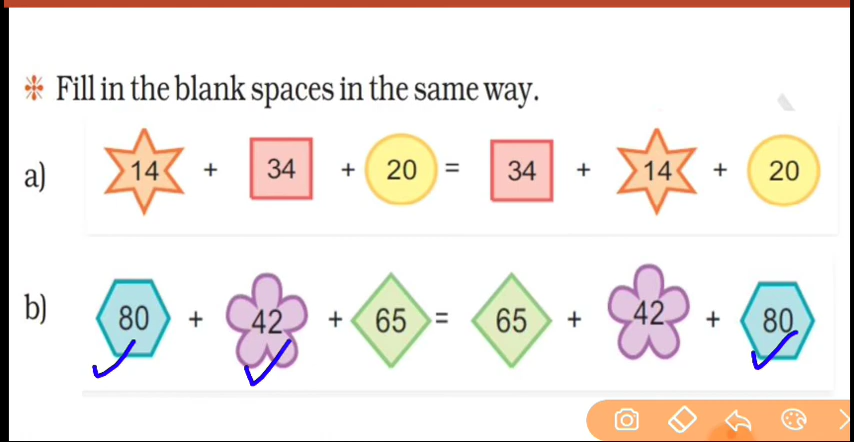 Fill in the blank spaces in the same way.
a) 14 + 34 + 20 = 34 + 14 + 20
b) 80 + 42 + 65 = 65 + 42 + 80